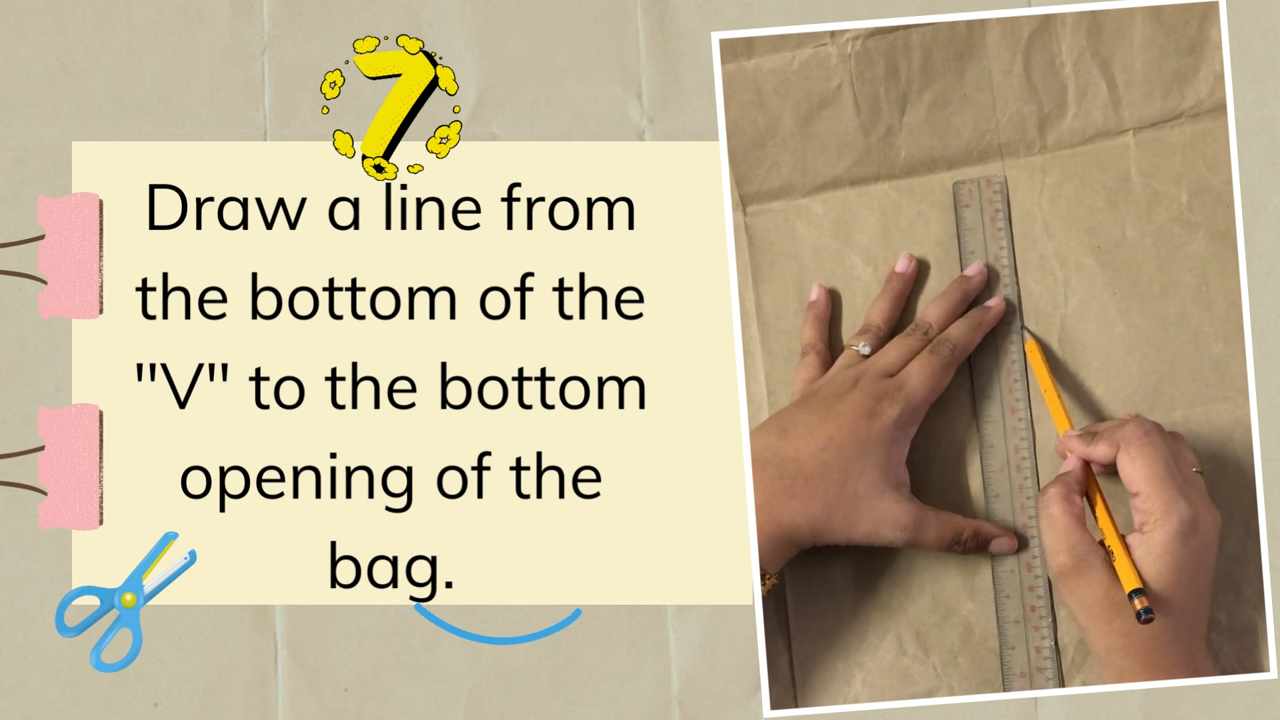 7
Draw a line from
the bottom of the
"V" to the bottom
opening of the
bag.